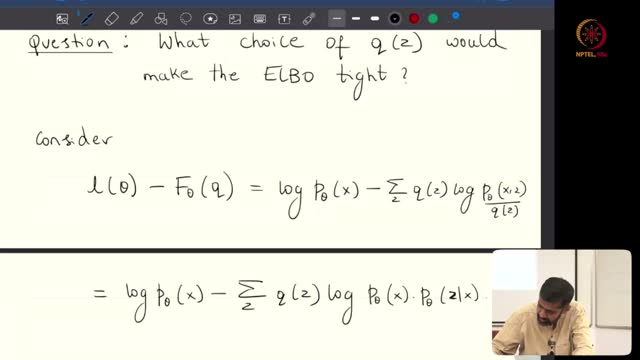 Question : What choice of q(z) would
make the ELBO tight ?
Consider
l(θ) − F_θ(q) = log p_θ(x) − Σ_z q(z) log p_θ(x,z) / q(z)
= log p_θ(x) − Σ_z q(z) log p_θ(x) · p_θ(z|x) ·
NPTEL